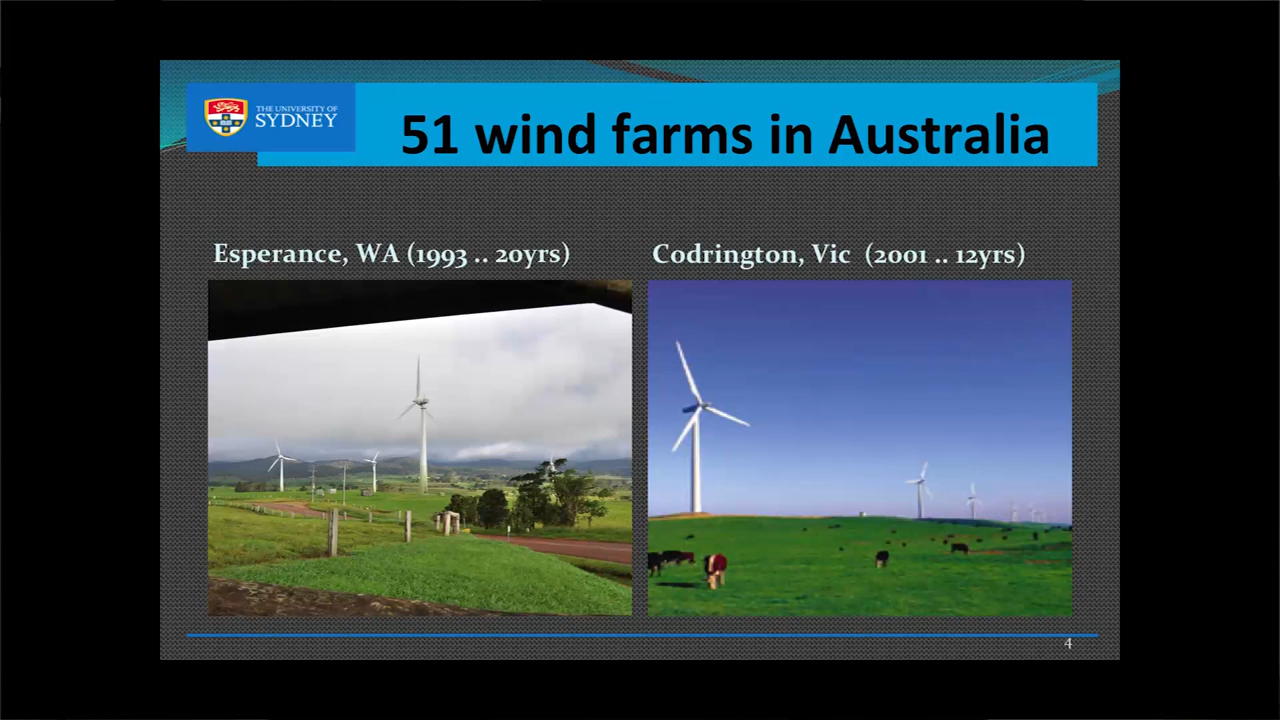 THE UNIVERSITY OF
SYDNEY
51 wind farms in Australia
Esperance, WA (1993 .. 20yrs)
Codrington, Vic (2001 .. 12yrs)
4